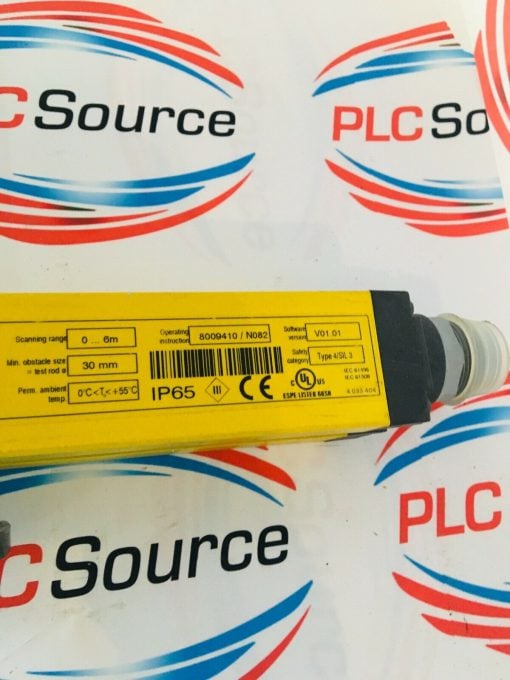 C Source
PLC So
Scanning range
0 ... 6m
Operating
instruction
8009410 / N082
Software
version
V01.01
Min. obstacle size
= test rod ø
30 mm
Safety
category
Type 4/SIL 3
Perm. ambient
temp.
0°C<Tᵤ<+55°C
IP65
III
CE
C UL US
ESPE LISTED 66SR
IEC 61496
IEC 61508
4 033 404
C Source
PLC